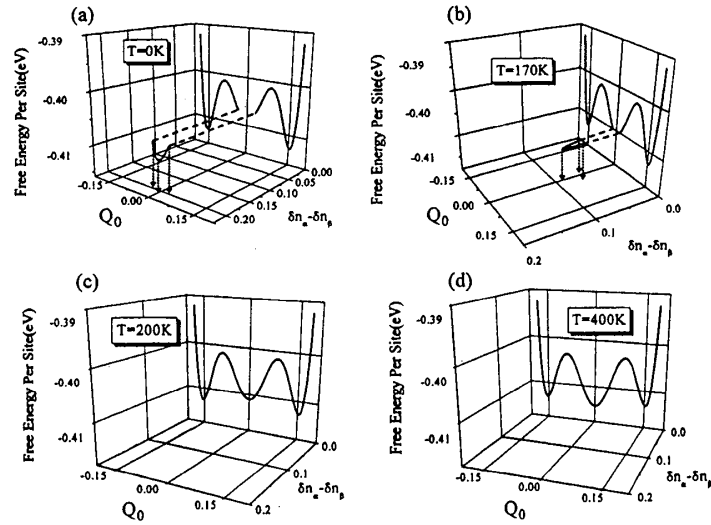 (a)
T=0K
Free Energy Per Site(eV)
-0.39
-0.40
-0.41
-0.15
0.00
0.15
Q₀
0.00
0.05
0.10
0.15
0.20
δnₐ-δnᵦ
(b)
T=170K
Free Energy Per Site(eV)
-0.39
-0.40
-0.41
-0.15
0.00
0.15
Q₀
0.0
0.1
0.2
δnₐ-δnᵦ
(c)
T=200K
Free Energy Per Site(eV)
-0.39
-0.40
-0.41
-0.15
0.00
0.15
Q₀
0.0
0.1
0.2
δnₐ-δnᵦ
(d)
T=400K
Free Energy Per Site(eV)
-0.39
-0.40
-0.41
-0.15
0.00
0.15
Q₀
0.0
0.1
0.2
δnₐ-δnᵦ